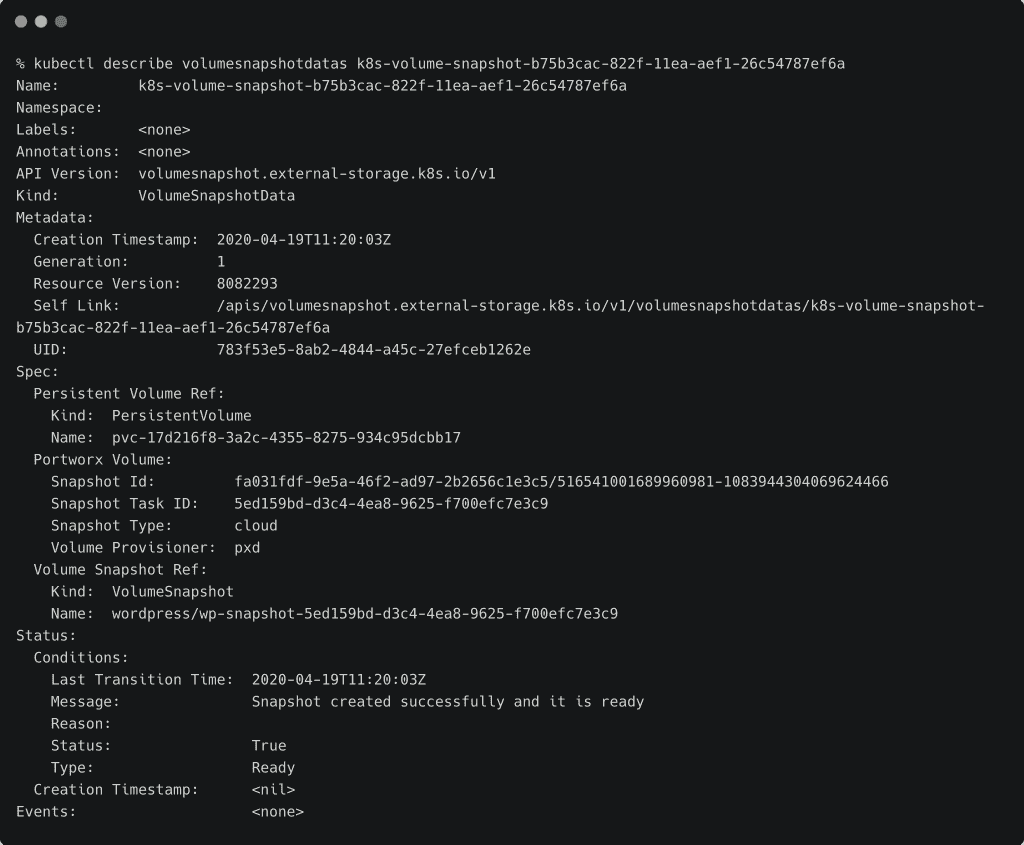 % kubectl describe volumesnapshotdatas k8s-volume-snapshot-b75b3cac-822f-11ea-aef1-26c54787ef6a
Name:         k8s-volume-snapshot-b75b3cac-822f-11ea-aef1-26c54787ef6a
Namespace:
Labels:       <none>
Annotations:  <none>
API Version:  volumesnapshot.external-storage.k8s.io/v1
Kind:         VolumeSnapshotData
Metadata:
  Creation Timestamp:  2020-04-19T11:20:03Z
  Generation:          1
  Resource Version:    8082293
  Self Link:           /apis/volumesnapshot.external-storage.k8s.io/v1/volumesnapshotdatas/k8s-volume-snapshot-
b75b3cac-822f-11ea-aef1-26c54787ef6a
  UID:                 783f53e5-8ab2-4844-a45c-27efceb1262e
Spec:
  Persistent Volume Ref:
    Kind:  PersistentVolume
    Name:  pvc-17d216f8-3a2c-4355-8275-934c95dcbb17
  Portworx Volume:
    Snapshot Id:         fa031fdf-9e5a-46f2-ad97-2b2656c1e3c5/516541001689960981-1083944304069624466
    Snapshot Task ID:    5ed159bd-d3c4-4ea8-9625-f700efc7e3c9
    Snapshot Type:       cloud
    Volume Provisioner:  pxd
  Volume Snapshot Ref:
    Kind:  VolumeSnapshot
    Name:  wordpress/wp-snapshot-5ed159bd-d3c4-4ea8-9625-f700efc7e3c9
Status:
  Conditions:
    Last Transition Time:  2020-04-19T11:20:03Z
    Message:               Snapshot created successfully and it is ready
    Reason:
    Status:                True
    Type:                  Ready
  Creation Timestamp:      <nil>
Events:                    <none>